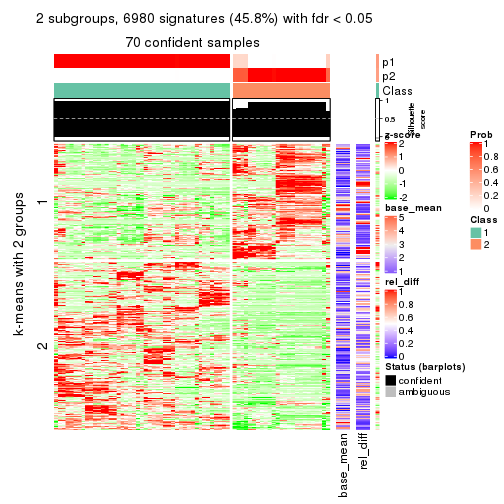 2 subgroups, 6980 signatures (45.8%) with fdr < 0.05
70 confident samples
p1
p2
Class
1
0.5
0
Silhouette
score
k-means with 2 groups
1
2
z-score
2
1
0
-1
-2
base_mean
5
4
3
2
1
rel_diff
1
0.8
0.6
0.4
0.2
0
Status (barplots)
confident
ambiguous
Prob
1
0.8
0.6
0.4
0.2
0
Class
1
2
base_mean
rel_diff